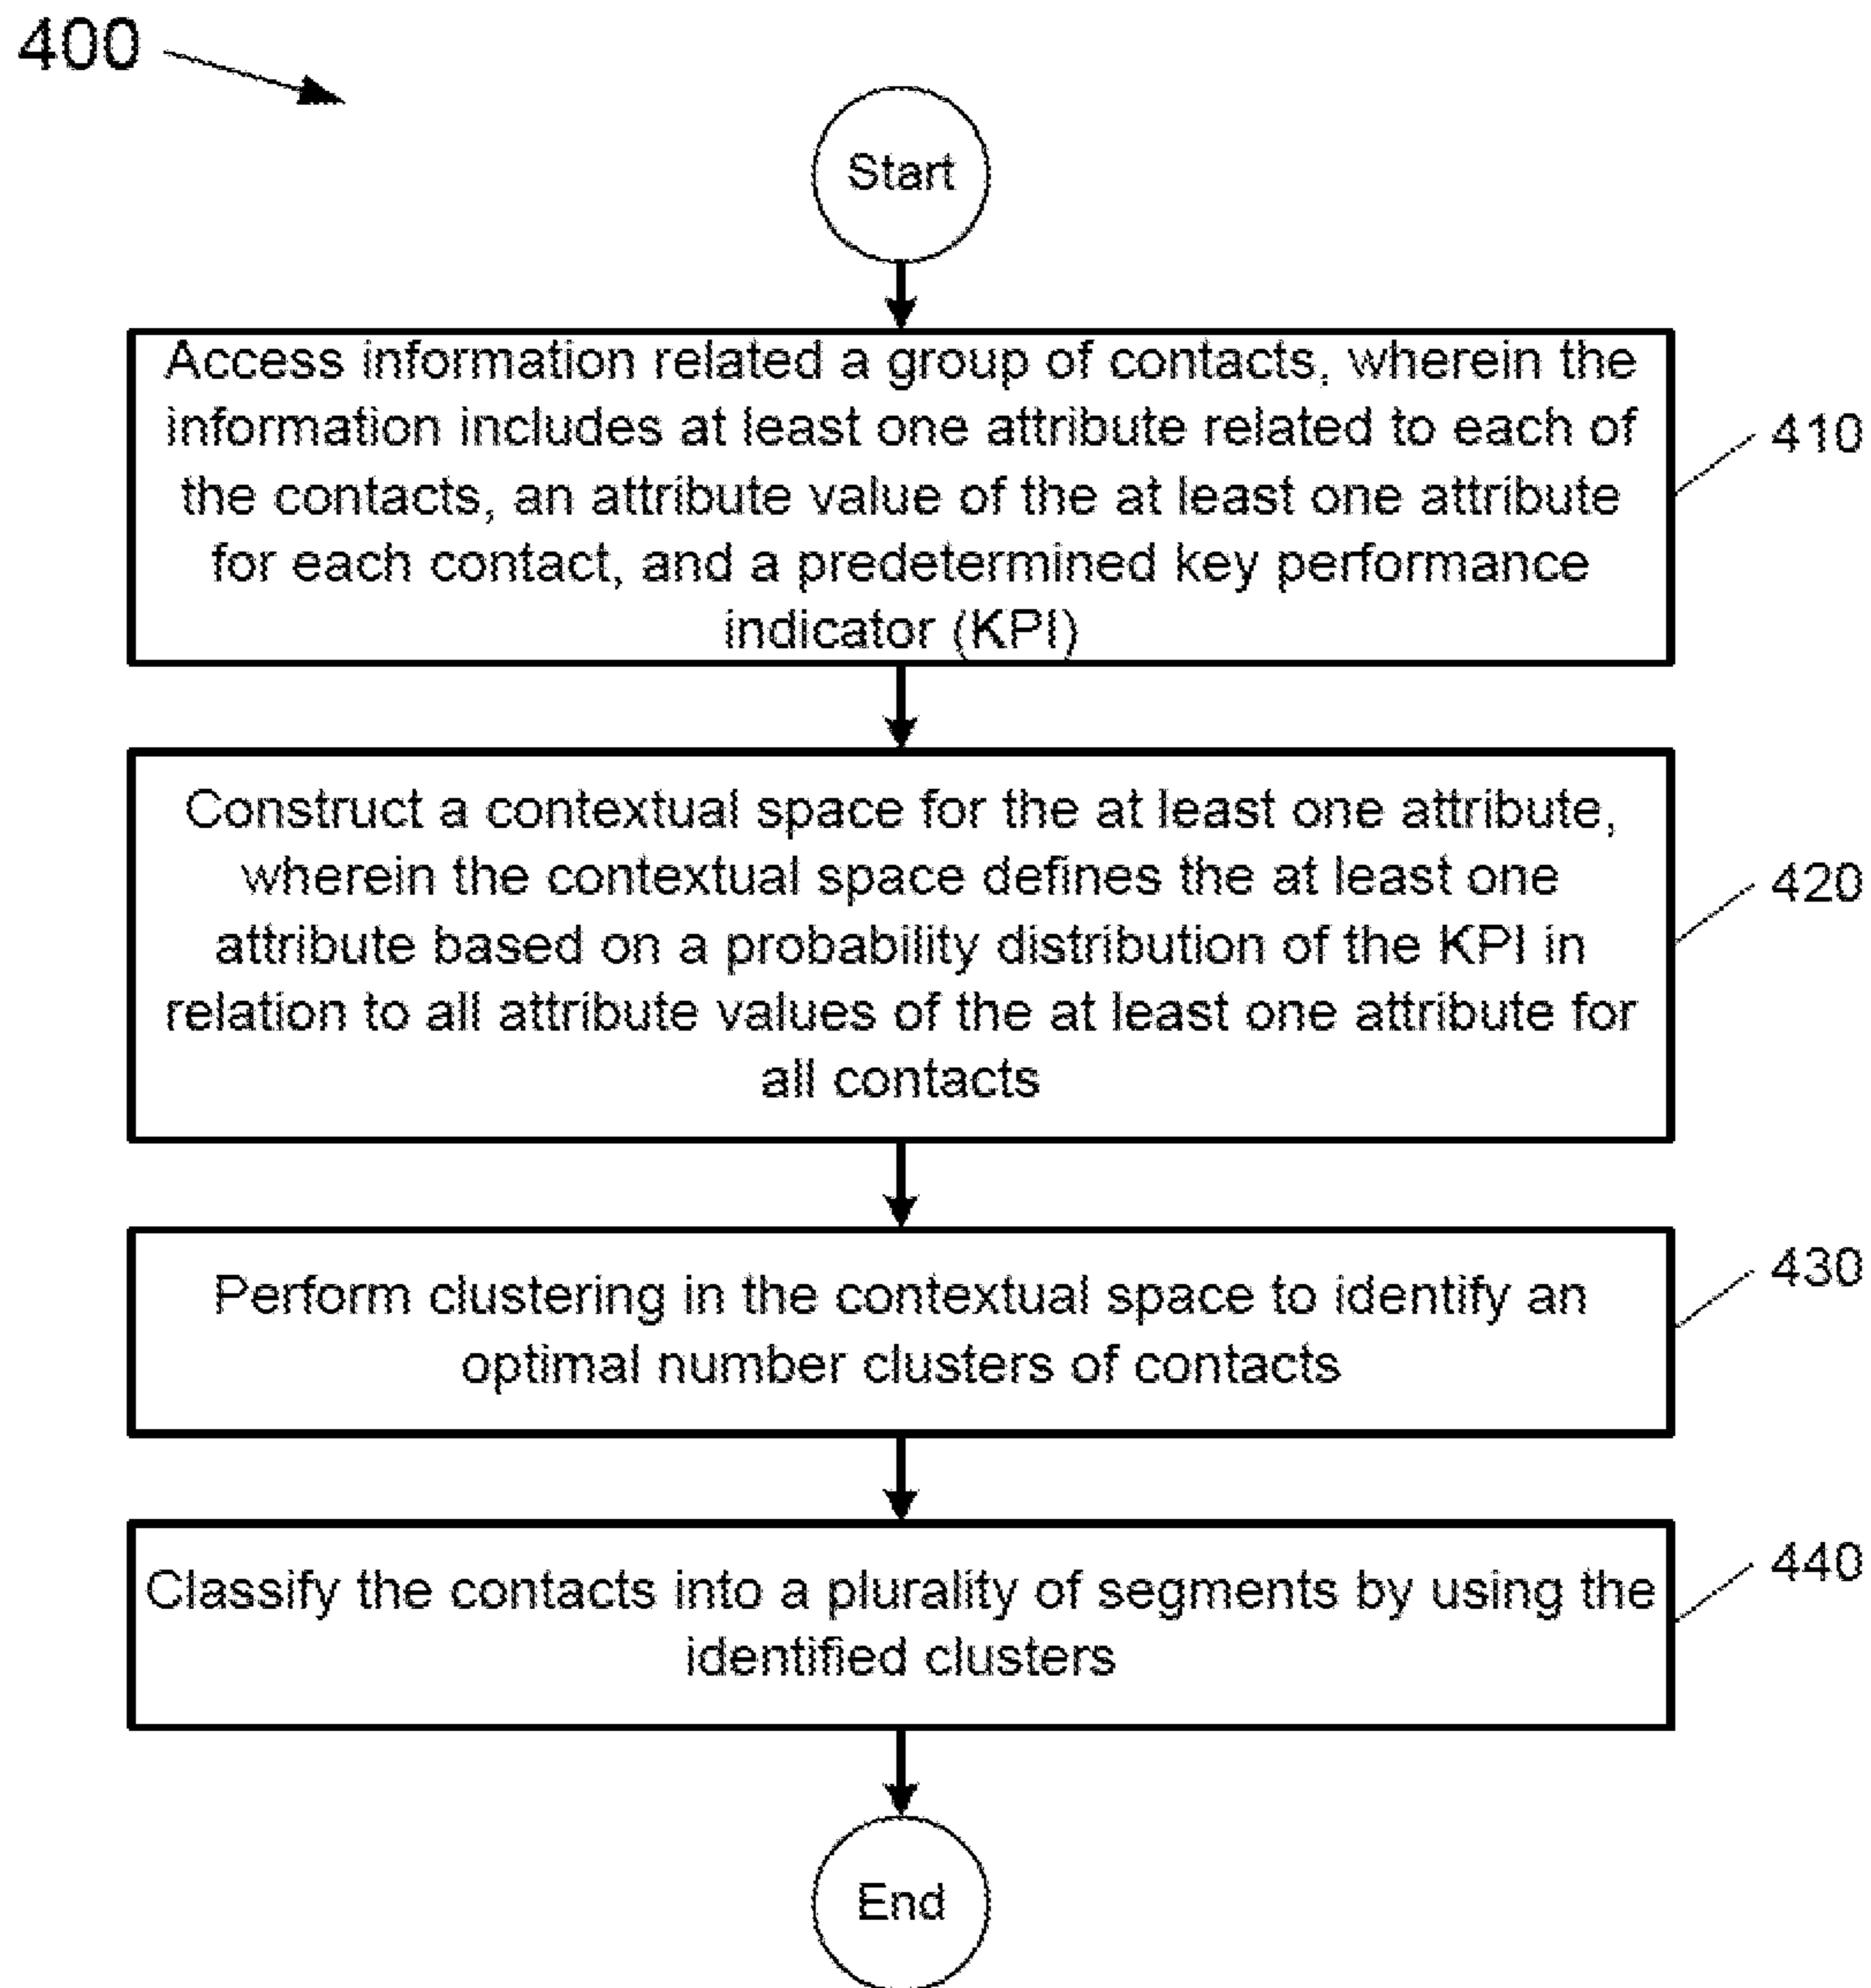 400
Start
Access information related a group of contacts, wherein the
information includes at least one attribute related to each of
the contacts, an attribute value of the at least one attribute
for each contact, and a predetermined key performance
indicator (KPI)
410
Construct a contextual space for the at least one attribute,
wherein the contextual space defines the at least one
attribute based on a probability distribution of the KPI in
relation to all attribute values of the at least one attribute for
all contacts
420
Perform clustering in the contextual space to identify an
optimal number clusters of contacts
430
Classify the contacts into a plurality of segments by using the
identified clusters
440
End